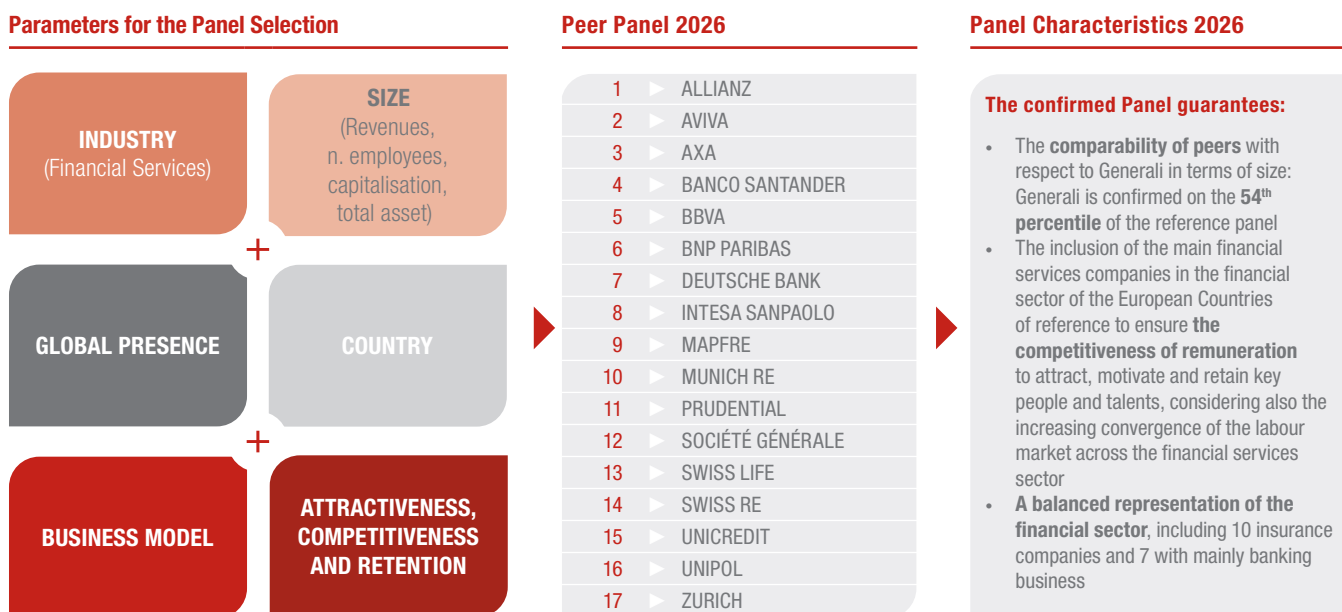 Parameters for the Panel Selection
INDUSTRY
(Financial Services)
SIZE
(Revenues,
n. employees,
capitalisation,
total asset)
+
GLOBAL PRESENCE
COUNTRY
+
BUSINESS MODEL
ATTRACTIVENESS,
COMPETITIVENESS
AND RETENTION
Peer Panel 2026
1 ALLIANZ
2 AVIVA
3 AXA
4 BANCO SANTANDER
5 BBVA
6 BNP PARIBAS
7 DEUTSCHE BANK
8 INTESA SANPAOLO
9 MAPFRE
10 MUNICH RE
11 PRUDENTIAL
12 SOCIÉTÉ GÉNÉRALE
13 SWISS LIFE
14 SWISS RE
15 UNICREDIT
16 UNIPOL
17 ZURICH
Panel Characteristics 2026
The confirmed Panel guarantees:
• The comparability of peers with
respect to Generali in terms of size:
Generali is confirmed on the 54th
percentile of the reference panel
• The inclusion of the main financial
services companies in the financial
sector of the European Countries
of reference to ensure the
competitiveness of remuneration
to attract, motivate and retain key
people and talents, considering also the
increasing convergence of the labour
market across the financial services
sector
• A balanced representation of the
financial sector, including 10 insurance
companies and 7 with mainly banking
business